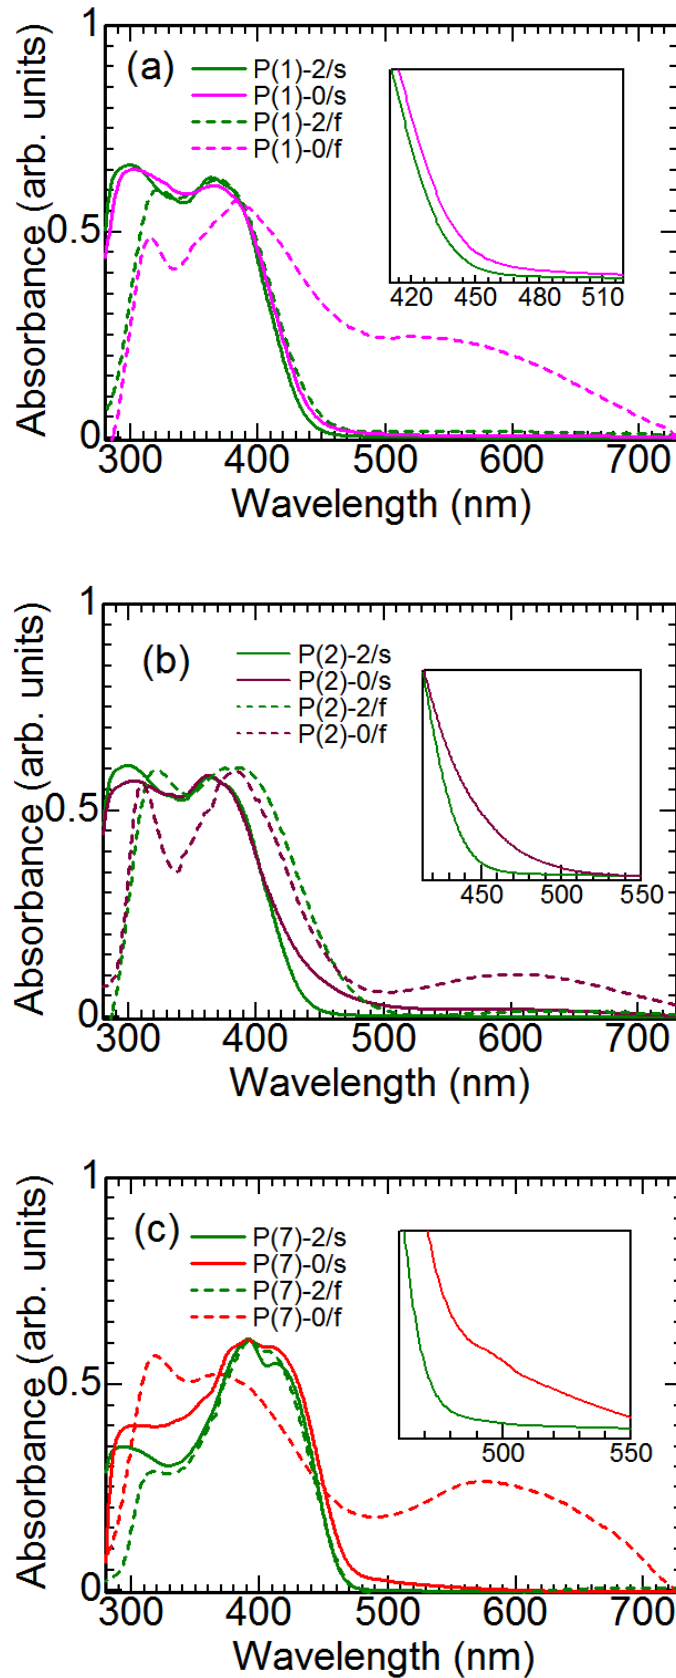 1
(a)
P(1)-2/s
P(1)-0/s
P(1)-2/f
P(1)-0/f
420 450 480 510
0.5
0
300 400 500 600 700
Absorbance (arb. units)
Wavelength (nm)
1
(b)
P(2)-2/s
P(2)-0/s
P(2)-2/f
P(2)-0/f
450 500 550
0.5
0
300 400 500 600 700
Absorbance (arb. units)
Wavelength (nm)
1
(c)
P(7)-2/s
P(7)-0/s
P(7)-2/f
P(7)-0/f
500 550
0.5
0
300 400 500 600 700
Absorbance (arb. units)
Wavelength (nm)